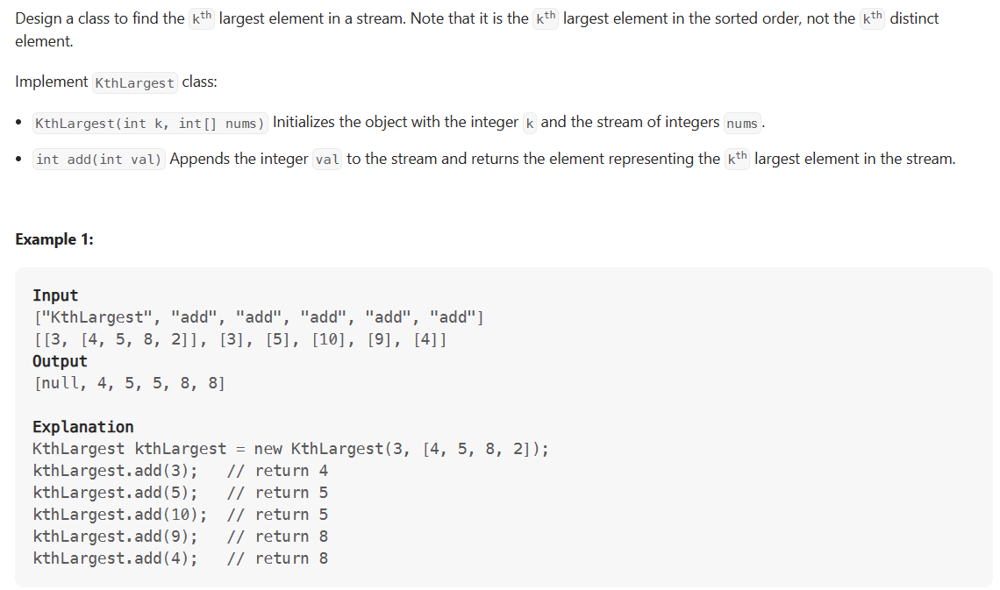 Design a class to find the kth largest element in a stream. Note that it is the kth largest element in the sorted order, not the kth distinct
element.
Implement KthLargest class:
• KthLargest(int k, int[] nums) Initializes the object with the integer k and the stream of integers nums.
• int add(int val) Appends the integer val to the stream and returns the element representing the kth largest element in the stream.
Example 1:
Input
["KthLargest", "add", "add", "add", "add", "add"]
[[3, [4, 5, 8, 2]], [3], [5], [10], [9], [4]]
Output
[null, 4, 5, 5, 8, 8]
Explanation
KthLargest kthLargest = new KthLargest(3, [4, 5, 8, 2]);
kthLargest.add(3);   // return 4
kthLargest.add(5);   // return 5
kthLargest.add(10);  // return 5
kthLargest.add(9);   // return 8
kthLargest.add(4);   // return 8